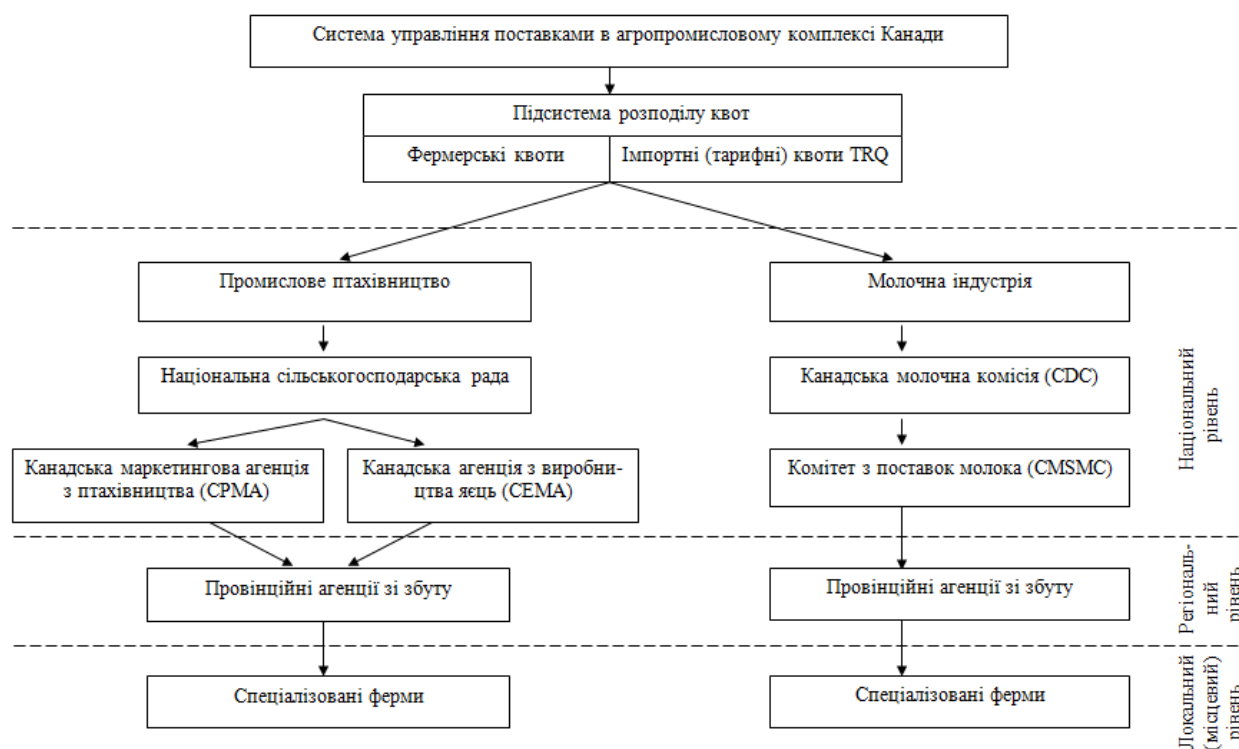 Система управління поставками в агропромисловому комплексі Канади
Підсистема розподілу квот
Фермерські квоти
Імпортні (тарифні) квоти TRQ
Промислове птахівництво
Молочна індустрія
Національна сільськогосподарська рада
Канадська молочна комісія (CDC)
Канадська маркетингова агенція
з птахівництва (CPMA)
Канадська агенція з виробни-
цтва яєць (CEMA)
Комітет з поставок молока (CMSMC)
Національний
рівень
Провінційні агенції зі збуту
Провінційні агенції зі збуту
Регіональ-
ний
рівень
Спеціалізовані ферми
Спеціалізовані ферми
Локальний
(місцевий)
рівень